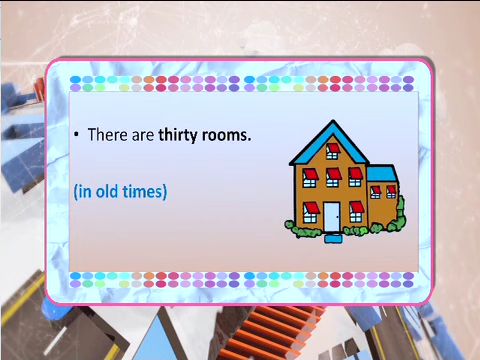 • There are thirty rooms.
(in old times)